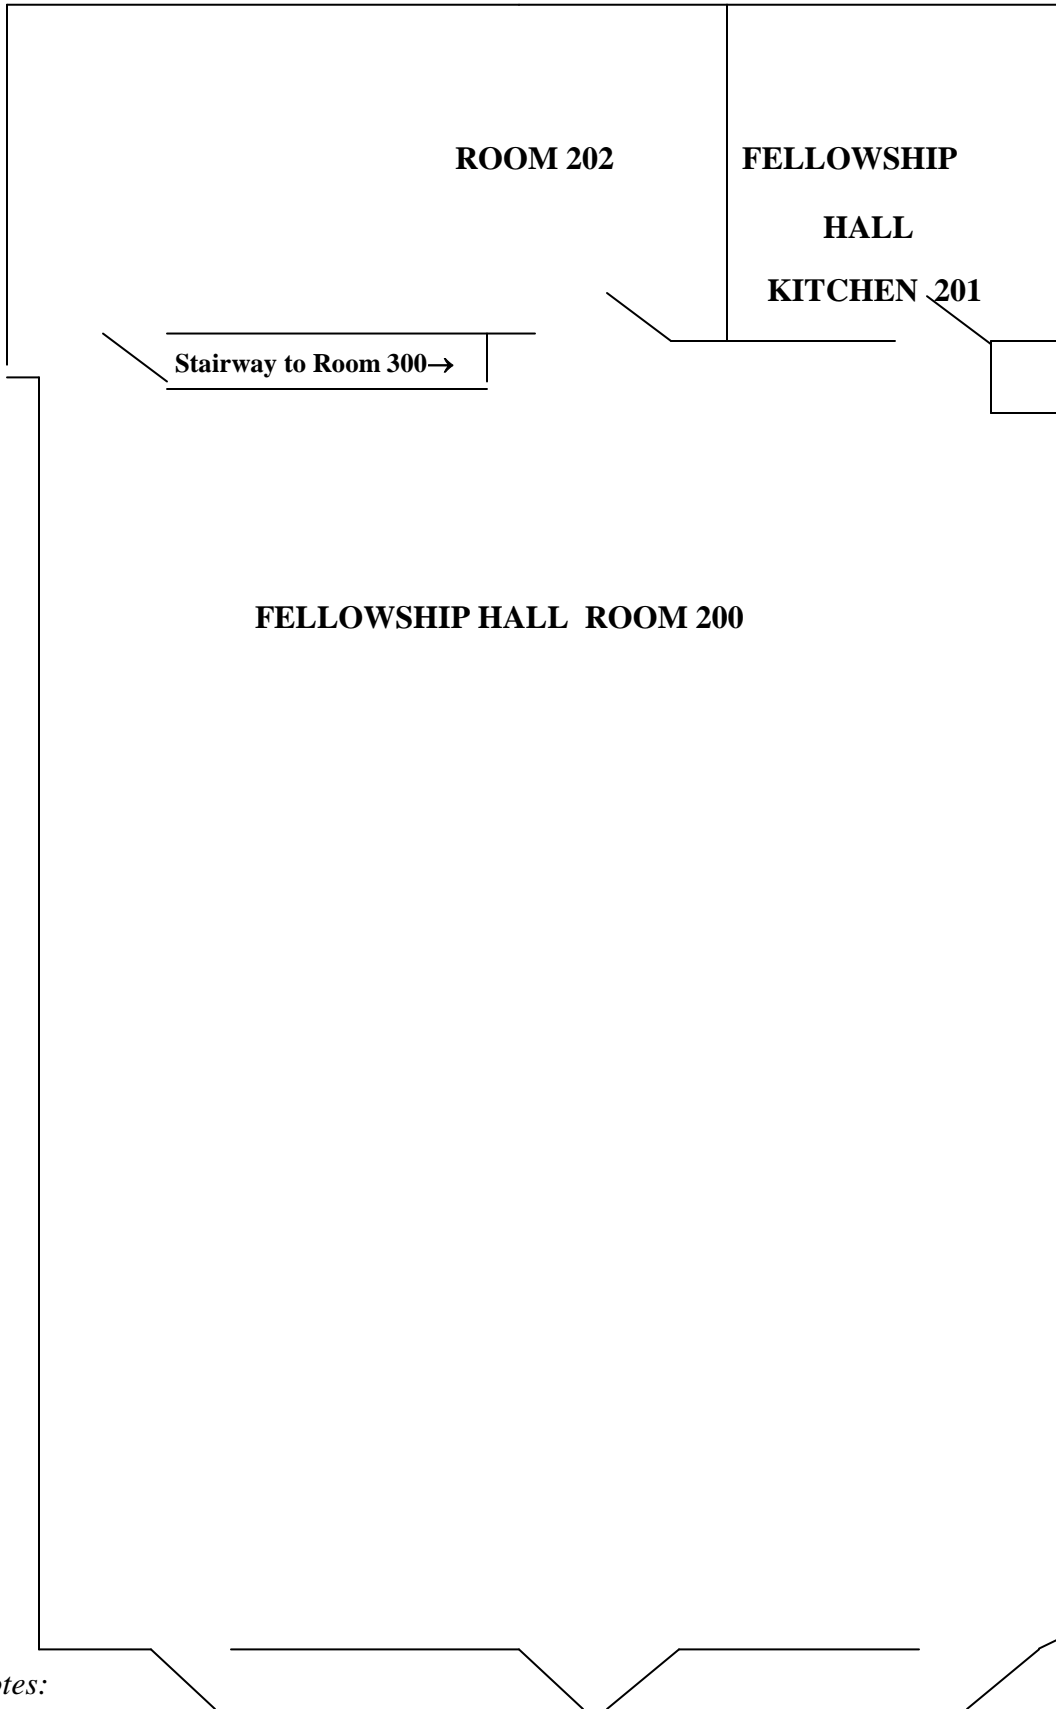 ROOM 202
FELLOWSHIP
HALL
KITCHEN 201
Stairway to Room 300→
FELLOWSHIP HALL ROOM 200